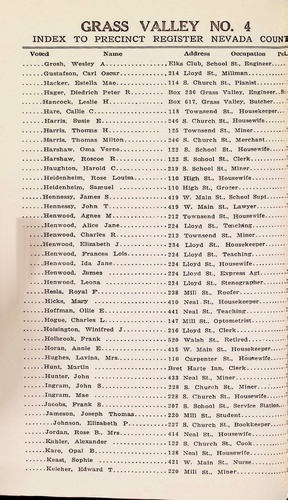 GRASS VALLEY NO. 4
INDEX TO PRECINCT REGISTER NEVADA COUNT
Voted Name Address Occupation Pol
Grosh, Wesley A Elks Club, School St., Engineer
Gustafson, Carl Oscar 214 Lloyd St., Millman
Hacker, Estella Mae 114 S. Church St., Pianist
Hager, Diedrich Peter R Box 236 Grass Valley, Engineer
Hancock, Leslie H Box 617, Grass Valley, Butcher
Hare, Callie C 118 Townsend St., Housekeeper
Harris, Susie E 246 S. Church St., Housewife
Harris, Thomas H 125 Townsend St., Miner
Harris, Thomas Milton 246 S. Church St., Merchant
Harshaw, Oma Verne 122 S. School St., Housewife
Harshaw, Roscoe R 122 S. School St., Clerk
Haughton, Harold C 219 S. School St., Miner
Heidenheim, Rose Louisa 110 High St., Housewife
Heidenheim, Samuel 110 High St., Grocer
Hennessy, James S 419 W. Main St., School Supt
Hennessy, John T 419 W. Main St., Lawyer
Henwood, Agnes M 212 Townsend St., Housewife
Henwood, Alice Jane 224 Lloyd St., Teaching
Henwood, Charles R 212 Townsend St., Miner
Henwood, Elizabeth J 234 Lloyd St., Housekeeper
Henwood, Frances Lois 224 Lloyd St., Teaching
Henwood, Ida Jane 224 Lloyd St., Housewife
Henwood, James 224 Lloyd St., Express Agt
Henwood, Leona 224 Lloyd St., Stenographer
Hesla, Royal F 238 Mill St., Roofer
Hicks, Mary 410 Neal St., Housekeeper
Hoffman, Ollie E 441 Neal St., Teaching
Hogue, Charles L 147 Mill St., Optometrist
Hoisington, Winifred J 216 Lloyd St., Clerk
Holbrook, Frank 520 Walsh St., Retired
Horan, Annie E 415 W. Main St., Housewife
Hughes, Lavina, Mrs. 110 Carpenter St., Housewife
Hunt, Martin Bret Harte Inn, Clerk
Hunter, John 433 Neal St., Miner
Ingram, John S 228 S. Church St., Miner
Ingram, Mae 228 S. Church St., Housewife
Jacobs, Frank S 207 S. School St., Service Station
Jameson, Joseph Thomas 230 Mill St., Student
Johnson, Elizabeth P 227 S. Church St., Bookkeeper
Jordan, Rose B., Mrs. 414 Neal St., Housewife
Kahler, Alexander 122 S. Church St., Cook
Karo, Opal B 128 Neal St., Housewife
Keast, Sophie 421 W. Main St., Nurse
Keleher, Edward T 220 Mill St., Miner